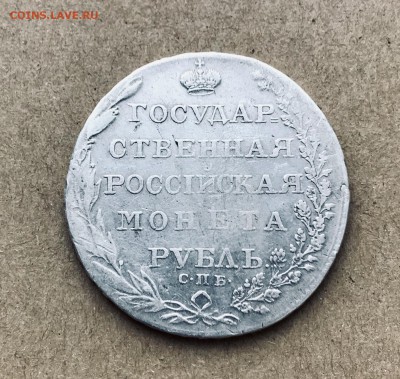 COINS.LAVE.RU
ГОСУДАР
СТВЕННАЯ
РОССІЙСКАЯ
МОНЕТА
РУБЛЬ
С·П·Б·